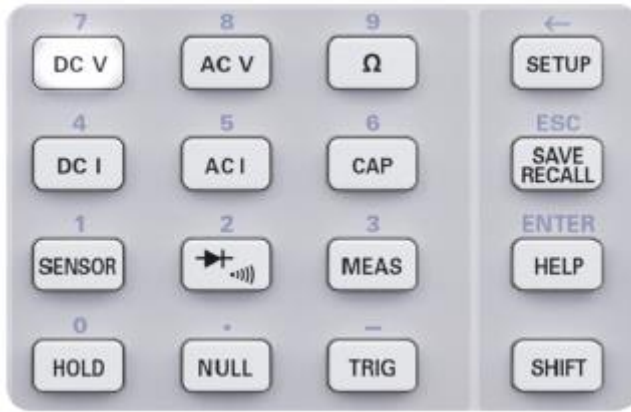 7 8 9 ←
DC V AC V Ω SETUP
4 5 6 ESC
DC I AC I CAP SAVE
RECALL
1 2 3 ENTER
SENSOR MEAS HELP
0 . –
HOLD NULL TRIG SHIFT